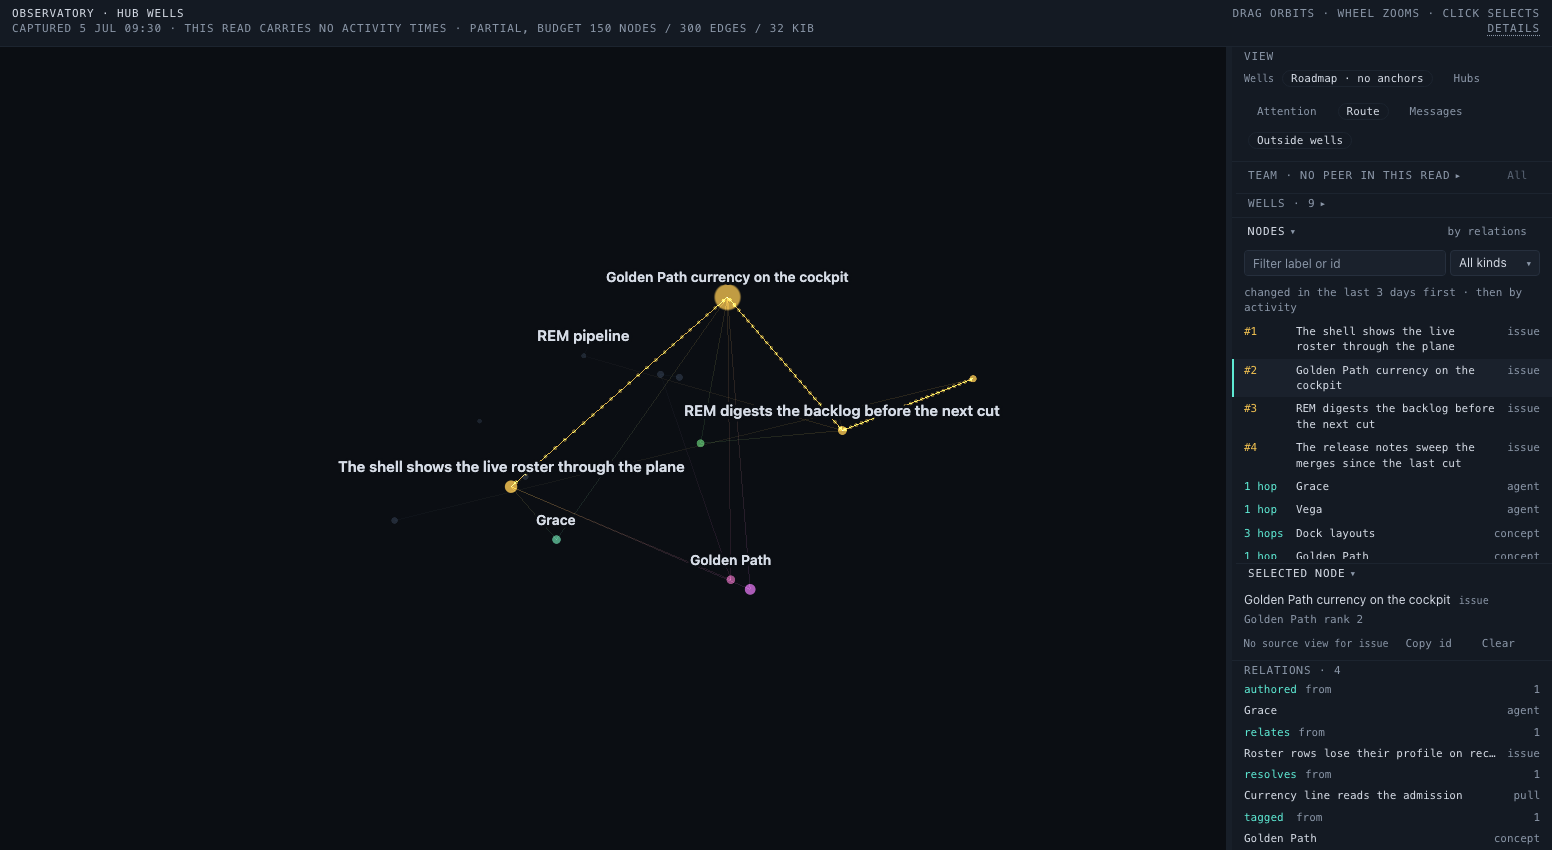 OBSERVATORY · HUB WELLS
CAPTURED 5 JUL 09:30 · THIS READ CARRIES NO ACTIVITY TIMES · PARTIAL, BUDGET 150 NODES / 300 EDGES / 32 KIB
DRAG ORBITS · WHEEL ZOOMS · CLICK SELECTS
DETAILS
Golden Path currency on the cockpit
REM pipeline
REM digests the backlog before the next cut
The shell shows the live roster through the plane
Grace
Golden Path
VIEW
Wells Roadmap · no anchors Hubs
Attention Route Messages
Outside wells
TEAM · NO PEER IN THIS READ ▸ All
WELLS · 9 ▸
NODES ▾ by relations
Filter label or id All kinds ▾
changed in the last 3 days first · then by
activity
#1 The shell shows the live issue
roster through the plane
#2 Golden Path currency on the issue
cockpit
#3 REM digests the backlog before issue
the next cut
#4 The release notes sweep the issue
merges since the last cut
1 hop Grace agent
1 hop Vega agent
3 hops Dock layouts concept
1 hop Golden Path concept
SELECTED NODE ▾
Golden Path currency on the cockpit issue
Golden Path rank 2
No source view for issue Copy id Clear
RELATIONS · 4
authored from 1
Grace agent
relates from 1
Roster rows lose their profile on rec… issue
resolves from 1
Currency line reads the admission pull
tagged from 1
Golden Path concept